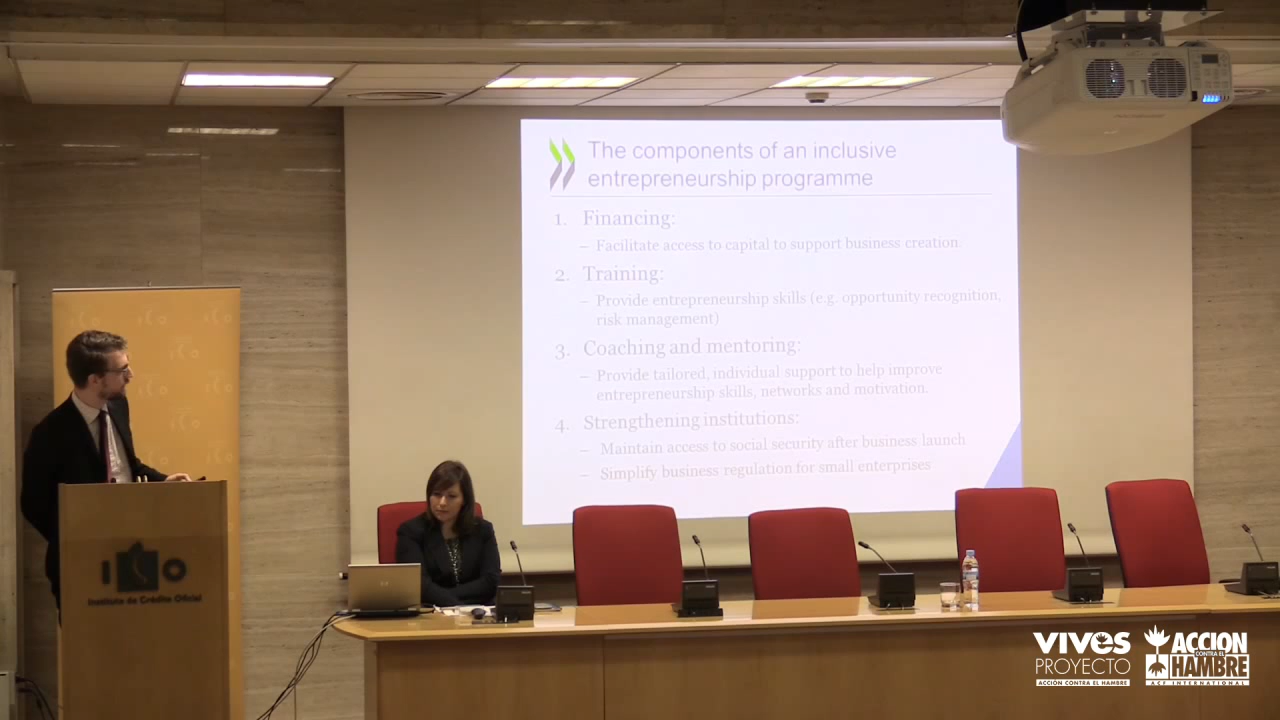 The components of an inclusive
entrepreneurship programme
1. Financing:
– Facilitate access to capital to support business creation
2. Training:
– Provide entrepreneurship skills (e.g. opportunity recognition,
risk management)
3. Coaching and mentoring:
– Provide tailored, individual support to help improve
entrepreneurship skills, networks and motivation.
4. Strengthening institutions:
– Maintain access to social security after business launch
– Simplify business regulation for small enterprises
ICO
Instituto de Crédito Oficial
VIVES
PROYECTO
ACCIÓN CONTRA EL HAMBRE
ACCION
CONTRA EL
HAMBRE
ACF INTERNATIONAL